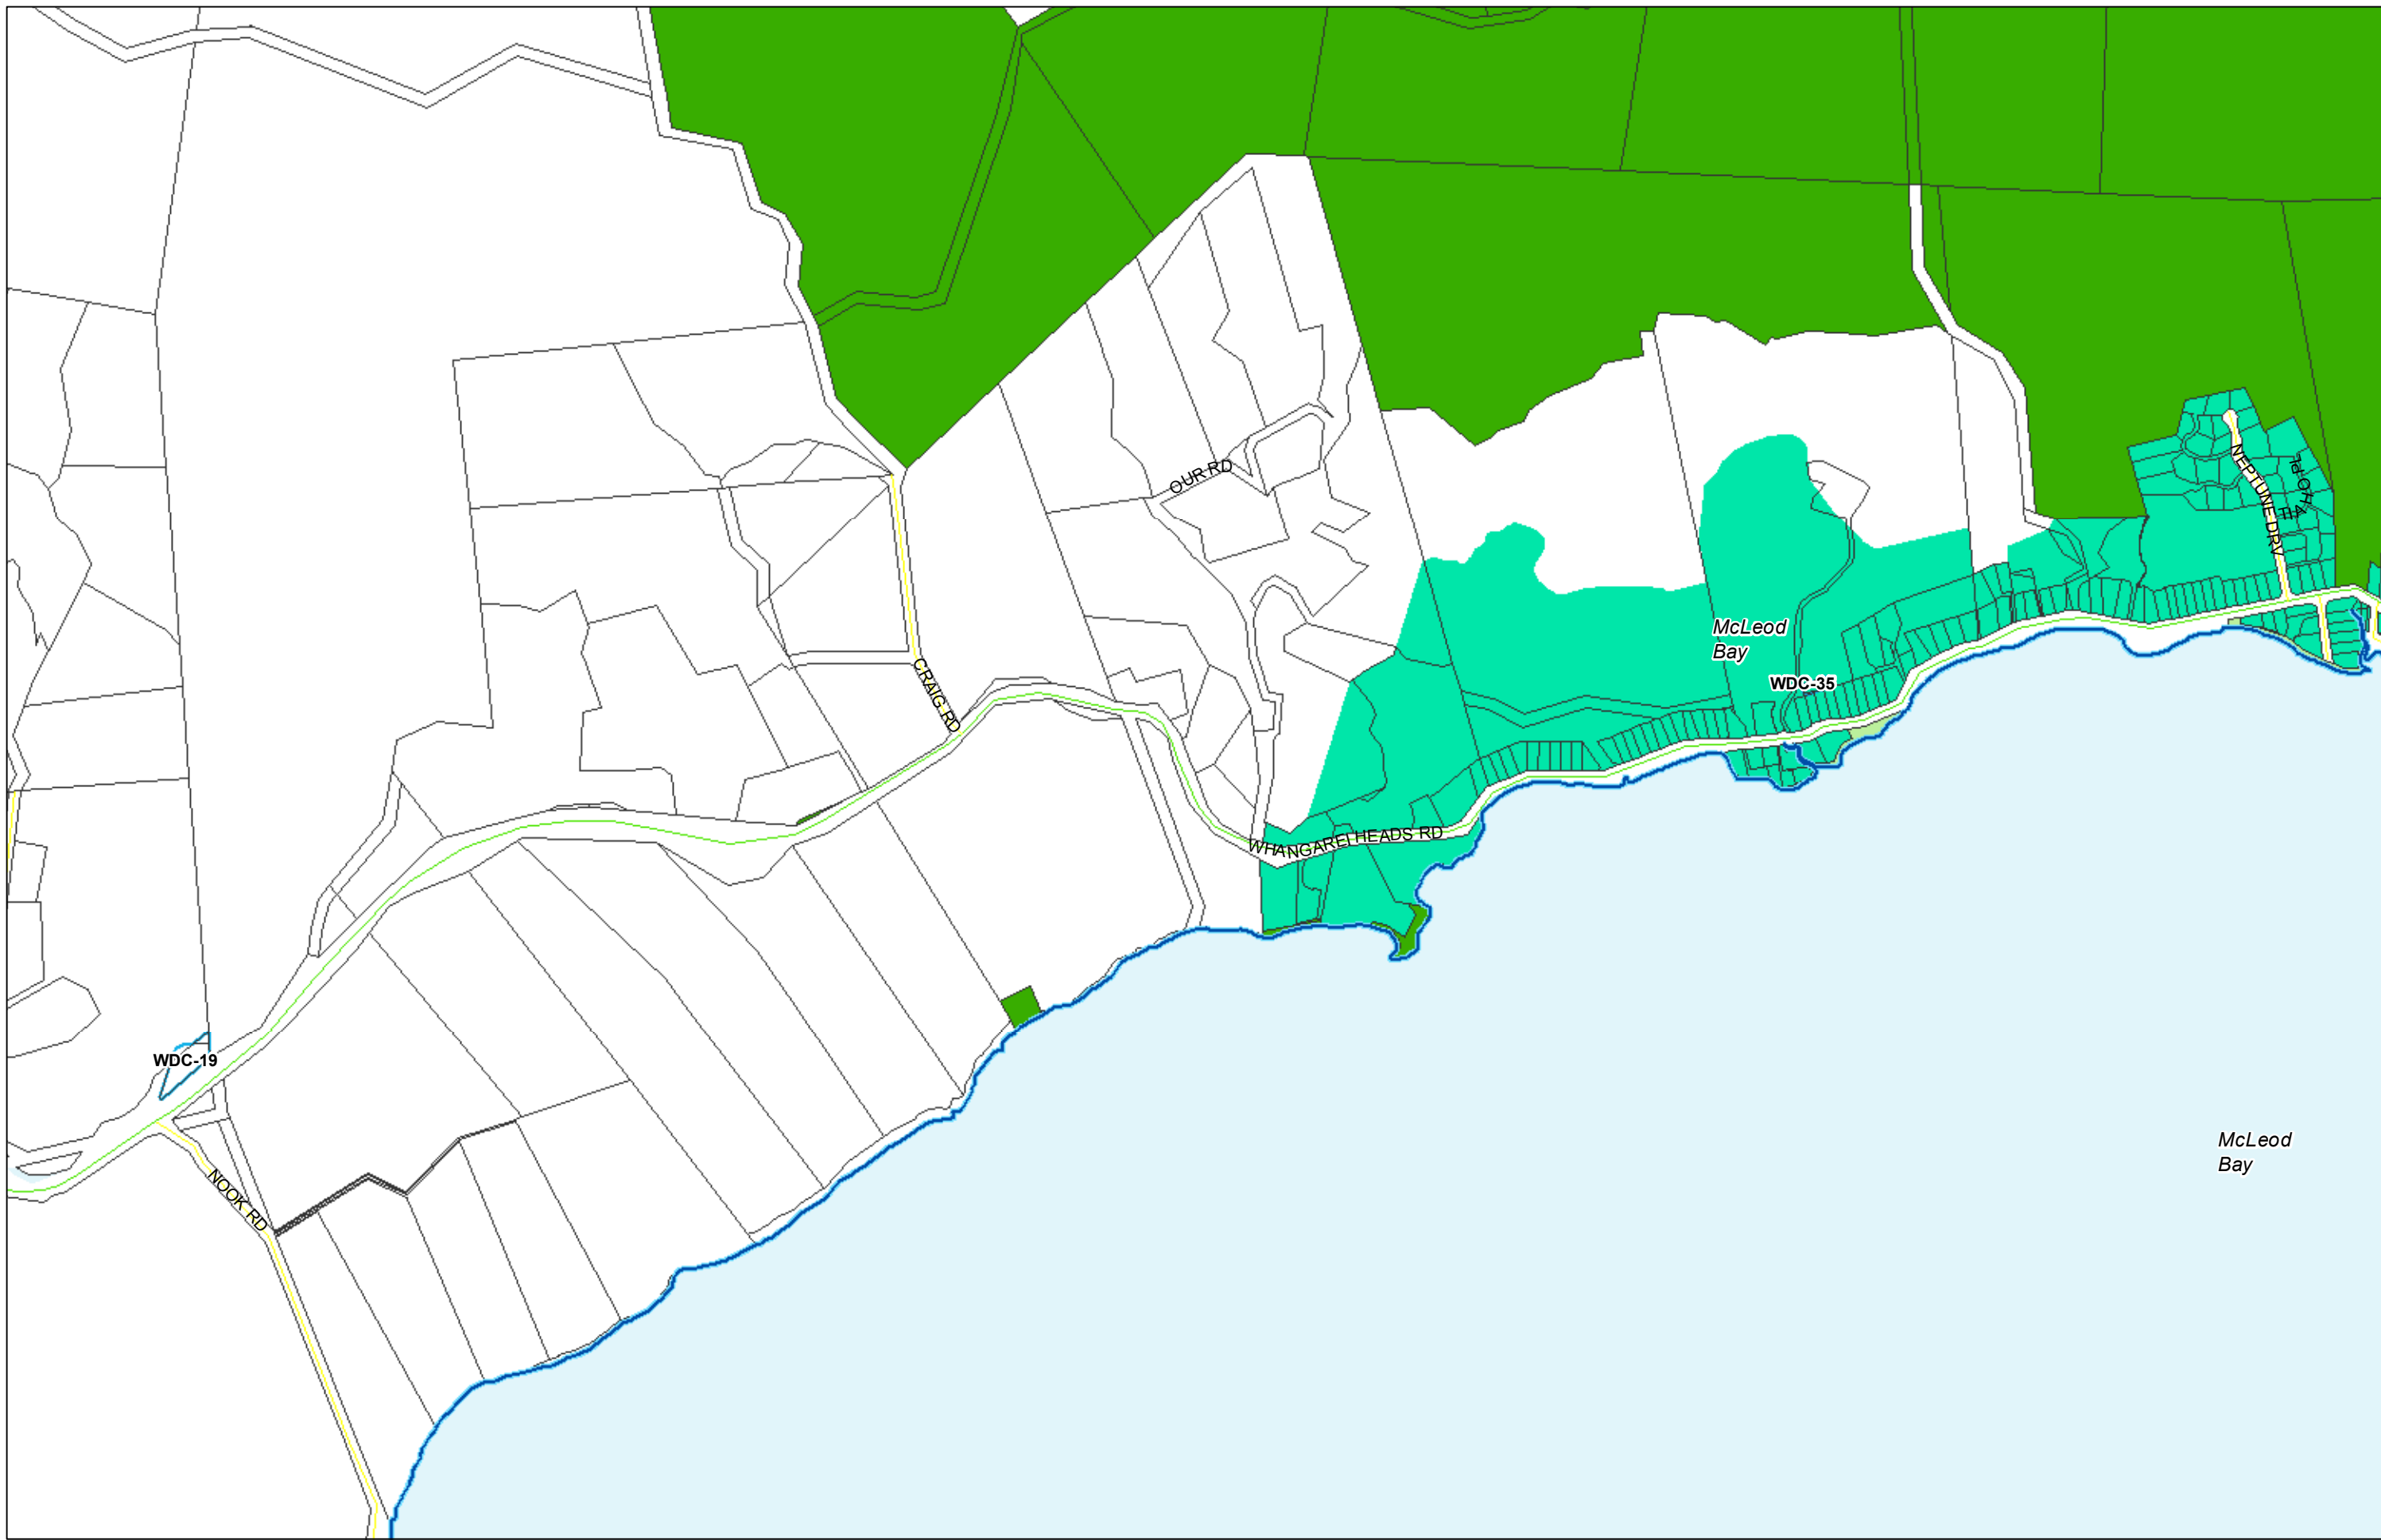 OUR RD
NEPTUNE DRV
McLeod
Bay
CRAIG RD
WDC-35
WHANGAREI HEADS RD
WDC-19
McLeod
Bay
NOOK RD